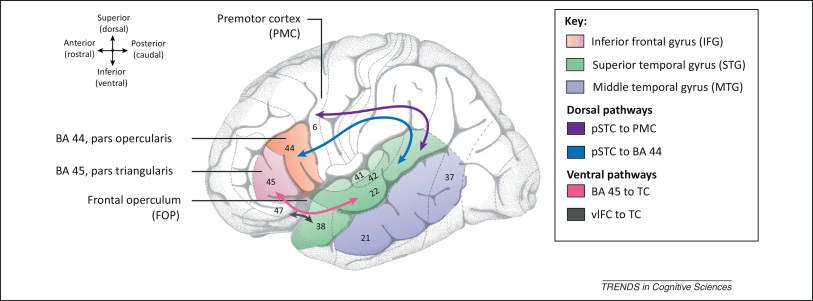 Superior
(dorsal)
Anterior
(rostral)
Posterior
(caudal)
Inferior
(ventral)
Premotor cortex
(PMC)
BA 44, pars opercularis
BA 45, pars triangularis
Frontal operculum
(FOP)
6
44
45
41
42
22
47
38
21
37
Key:
Inferior frontal gyrus (IFG)
Superior temporal gyrus (STG)
Middle temporal gyrus (MTG)
Dorsal pathways
pSTC to PMC
pSTC to BA 44
Ventral pathways
BA 45 to TC
vIFC to TC
TRENDS in Cognitive Sciences